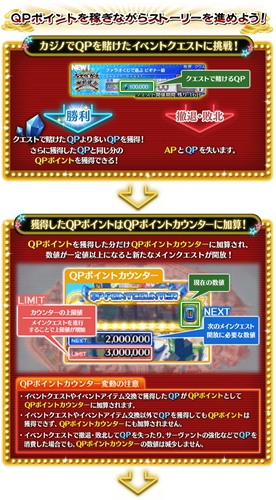 QPポイントを稼ぎながらストーリーを進めよう!
カジノでQPを賭けたイベントクエストに挑戦!
NEW!
100,000
クエストで賭けるQP
勝利
撤退・敗北
クエストで賭けたQPより多いQPを獲得!
さらに獲得したQPと同じ分の
QPポイントを獲得できる!
APとQPを失います。
獲得したQPポイントはQPポイントカウンターに加算!
QPポイントを獲得した分だけQPポイントカウンターに加算され、
数値が一定値以上になると新たなメインクエストが開放!
QPポイントカウンター
現在の数値
QP POINT COUNTER
LIMIT
カウンターの上限値
メインクエストを進行
することで上限値が増加
NEXT
次のメインクエスト
開放に必要な数値
NEXT 2,000,000
LIMIT 3,000,000
QPポイントカウンター変動の注意
・イベントクエストやイベントアイテム交換で獲得したQPがQPポイントとして
QPポイントカウンターに加算されます。
・イベントクエストやイベントアイテム交換以外でQPを獲得してもQPポイントは
獲得できず、QPポイントカウンターにも加算されません。
・イベントクエストで撤退・敗北してQPを失ったり、サーヴァントの強化などでQPを
消費した場合でも、QPポイントカウンターの数値は減少しません。